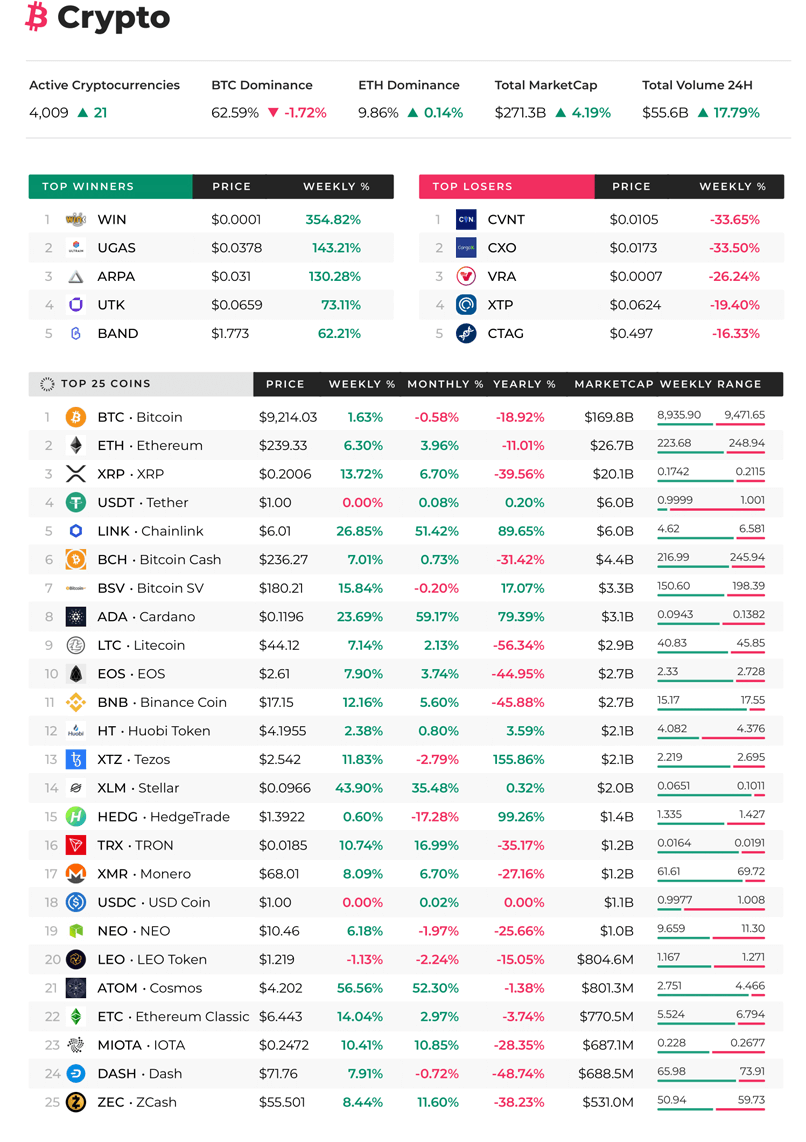 Crypto
Active Cryptocurrencies BTC Dominance ETH Dominance Total MarketCap Total Volume 24H
4,009 ▲ 21 62.59% ▼ -1.72% 9.86% ▲ 0.14% $271.3B ▲ 4.19% $55.6B ▲ 17.79%
TOP WINNERS PRICE WEEKLY %
1 WIN $0.0001 354.82%
2 UGAS $0.0378 143.21%
3 ARPA $0.031 130.28%
4 UTK $0.0659 73.11%
5 BAND $1.773 62.21%
TOP LOSERS PRICE WEEKLY %
1 CVNT $0.0105 -33.65%
2 CXO $0.0173 -33.50%
3 VRA $0.0007 -26.24%
4 XTP $0.0624 -19.40%
5 CTAG $0.497 -16.33%
TOP 25 COINS PRICE WEEKLY % MONTHLY % YEARLY % MARKETCAP WEEKLY RANGE
1 BTC · Bitcoin $9,214.03 1.63% -0.58% -18.92% $169.8B 8,935.90 9,471.65
2 ETH · Ethereum $239.33 6.30% 3.96% -11.01% $26.7B 223.68 248.94
3 XRP · XRP $0.2006 13.72% 6.70% -39.56% $20.1B 0.1742 0.2115
4 USDT · Tether $1.00 0.00% 0.08% 0.20% $6.0B 0.9999 1.001
5 LINK · Chainlink $6.01 26.85% 51.42% 89.65% $6.0B 4.62 6.581
6 BCH · Bitcoin Cash $236.27 7.01% 0.73% -31.42% $4.4B 216.99 245.94
7 BSV · Bitcoin SV $180.21 15.84% -0.20% 17.07% $3.3B 150.60 198.39
8 ADA · Cardano $0.1196 23.69% 59.17% 79.39% $3.1B 0.0943 0.1382
9 LTC · Litecoin $44.12 7.14% 2.13% -56.34% $2.9B 40.83 45.85
10 EOS · EOS $2.61 7.90% 3.74% -44.95% $2.7B 2.33 2.728
11 BNB · Binance Coin $17.15 12.16% 5.60% -45.88% $2.7B 15.17 17.55
12 HT · Huobi Token $4.1955 2.38% 0.80% 3.59% $2.1B 4.082 4.376
13 XTZ · Tezos $2.542 11.83% -2.79% 155.86% $2.1B 2.219 2.695
14 XLM · Stellar $0.0966 43.90% 35.48% 0.32% $2.0B 0.0651 0.1011
15 HEDG · HedgeTrade $1.3922 0.60% -17.28% 99.26% $1.4B 1.335 1.427
16 TRX · TRON $0.0185 10.74% 16.99% -35.17% $1.2B 0.0164 0.0191
17 XMR · Monero $68.01 8.09% 6.70% -27.16% $1.2B 61.61 69.72
18 USDC · USD Coin $1.00 0.00% 0.02% 0.00% $1.1B 0.9977 1.008
19 NEO · NEO $10.46 6.18% -1.97% -25.66% $1.0B 9.659 11.30
20 LEO · LEO Token $1.219 -1.13% -2.24% -15.05% $804.6M 1.167 1.271
21 ATOM · Cosmos $4.202 56.56% 52.30% -1.38% $801.3M 2.751 4.466
22 ETC · Ethereum Classic $6.443 14.04% 2.97% -3.74% $770.5M 5.524 6.794
23 MIOTA · IOTA $0.2472 10.41% 10.85% -28.35% $687.1M 0.228 0.2677
24 DASH · Dash $71.76 7.91% -0.72% -48.74% $688.5M 65.98 73.91
25 ZEC · ZCash $55.501 8.44% 11.60% -38.23% $531.0M 50.94 59.73